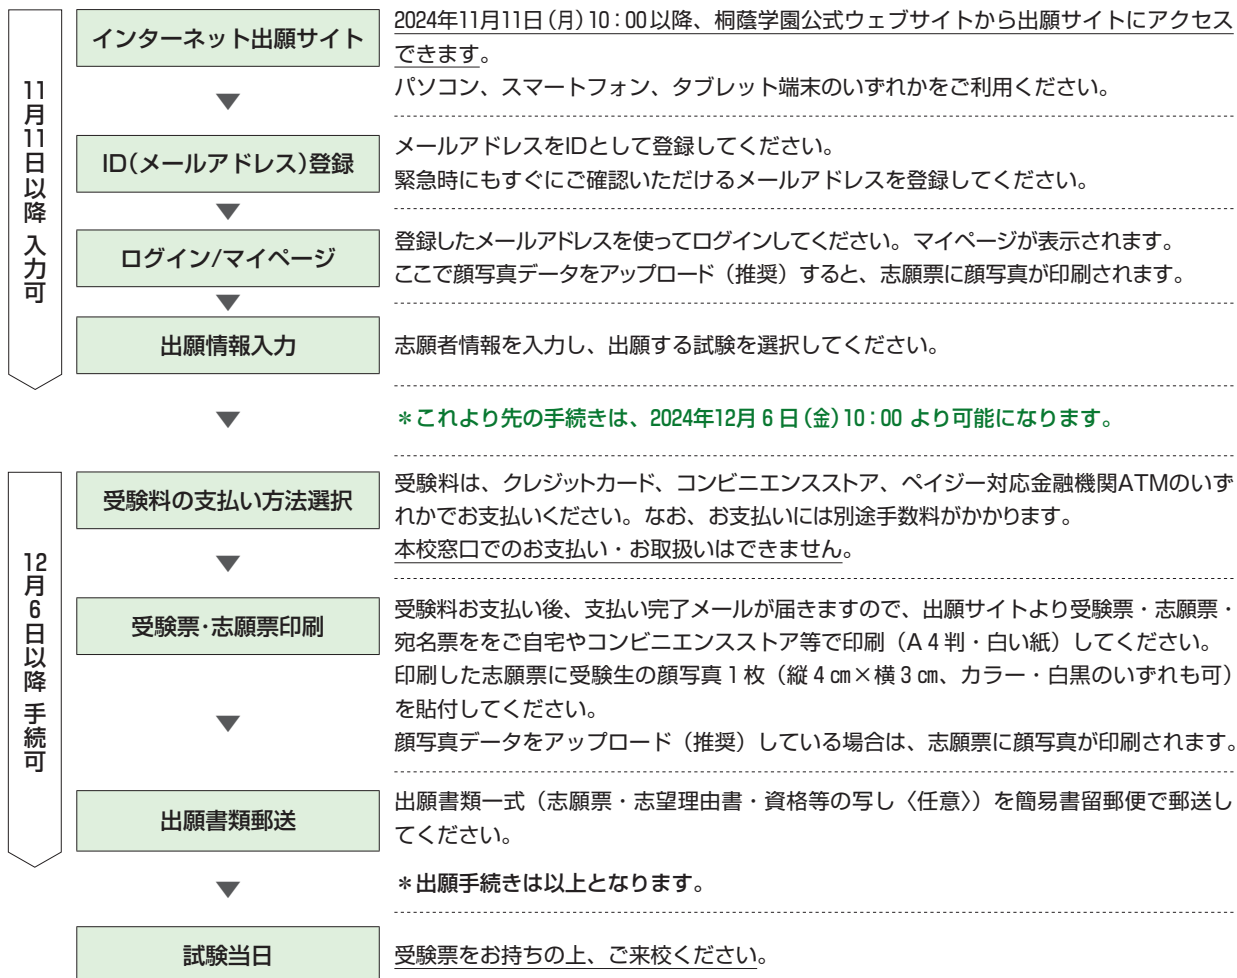 11月11日以降 入力可
インターネット出願サイト
2024年11月11日(月)10:00以降、桐蔭学園公式ウェブサイトから出願サイトにアクセス
できます。
パソコン、スマートフォン、タブレット端末のいずれかをご利用ください。
▼
ID(メールアドレス)登録
メールアドレスをIDとして登録してください。
緊急時にもすぐにご確認いただけるメールアドレスを登録してください。
▼
ログイン/マイページ
登録したメールアドレスを使ってログインしてください。マイページが表示されます。
ここで顔写真データをアップロード(推奨)すると、志願票に顔写真が印刷されます。
▼
出願情報入力
志願者情報を入力し、出願する試験を選択してください。
▼
＊これより先の手続きは、2024年12月6日(金)10:00 より可能になります。
12月6日以降 手続可
受験料の支払い方法選択
受験料は、クレジットカード、コンビニエンスストア、ペイジー対応金融機関ATMのいず
れかでお支払いください。なお、お支払いには別途手数料がかかります。
本校窓口でのお支払い・お取扱いはできません。
▼
受験票・志願票印刷
受験料お支払い後、支払い完了メールが届きますので、出願サイトより受験票・志願票・
宛名票ををご自宅やコンビニエンスストア等で印刷(A4判・白い紙)してください。
印刷した志願票に受験生の顔写真1枚(縦4㎝×横3㎝、カラー・白黒のいずれも可)
を貼付してください。
顔写真データをアップロード(推奨)している場合は、志願票に顔写真が印刷されます。
▼
出願書類郵送
出願書類一式(志願票・志望理由書・資格等の写し〈任意〉)を簡易書留郵便で郵送し
てください。
▼
＊出願手続きは以上となります。
試験当日
受験票をお持ちの上、ご来校ください。